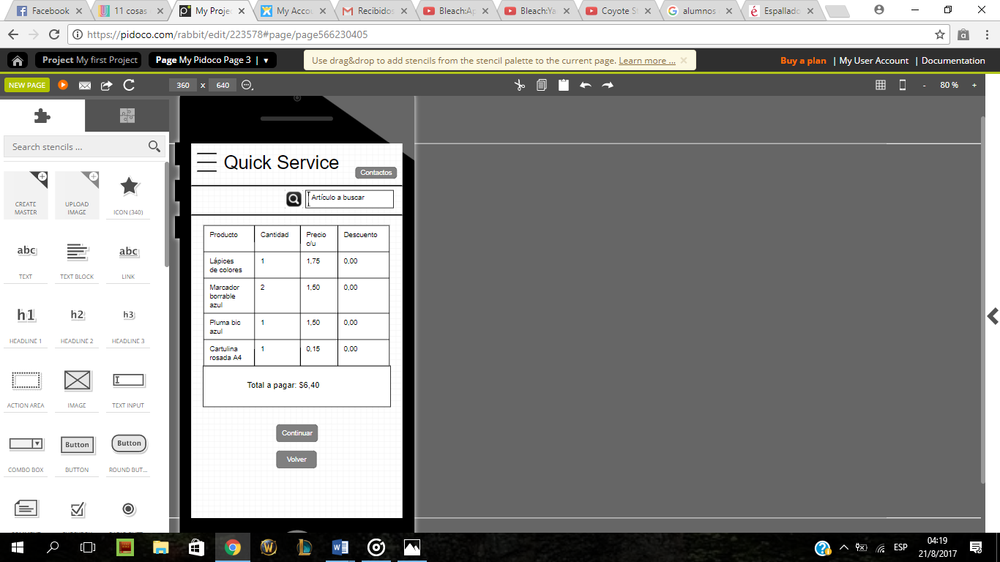 Facebook
11 cosas
My Proje
My Accou
Recibidos
Bleach:Ap
Bleach:Ya
Coyote St
alumnos
Espallado
https://pidoco.com/rabbit/edit/223578#page/page566230405
Project My first Project
Page My Pidoco Page 3 | ▼
Use drag&drop to add stencils from the stencil palette to the current page. Learn more ...
Buy a plan | My User Account | Documentation
NEW PAGE
360 x 640
- 80 % +
Search stencils ...
CREATE MASTER
UPLOAD IMAGE
ICON (340)
abc
abc
TEXT
TEXT BLOCK
LINK
h1
h2
h3
HEADLINE 1
HEADLINE 2
HEADLINE 3
ACTION AREA
IMAGE
TEXT INPUT
Button
Button
COMBO BOX
BUTTON
ROUND BUT...
Quick Service
Contactos
Artículo a buscar
Producto Cantidad Precio c/u Descuento
Lápices de colores 1 1,75 0,00
Marcador borrable azul 2 1,50 0,00
Pluma bic azul 1 1,50 0,00
Cartulina rosada A4 1 0,15 0,00
Total a pagar: $6,40
Continuar
Volver
ESP
04:19
21/8/2017